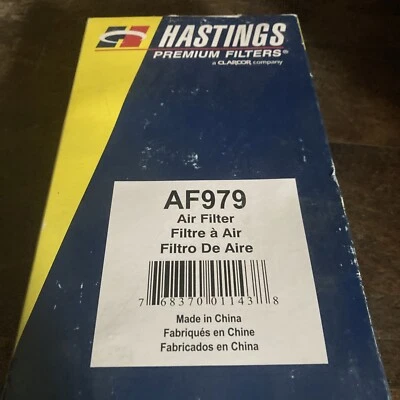 HASTINGS
PREMIUM FILTERS®
a CLARCOR company
AF979
Air Filter
Filtre à Air
Filtro De Aire
7 68370 01143 8
Made in China
Fabriqués en Chine
Fabricados en China